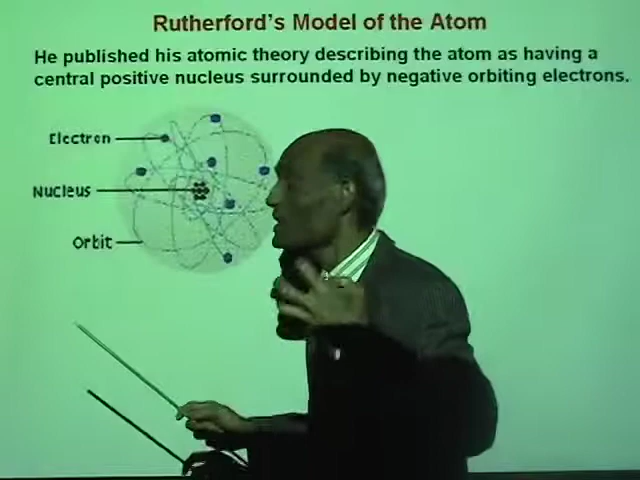 Rutherford's Model of the Atom
He published his atomic theory describing the atom as having a
central positive nucleus surrounded by negative orbiting electrons.
Electron
Nucleus
Orbit